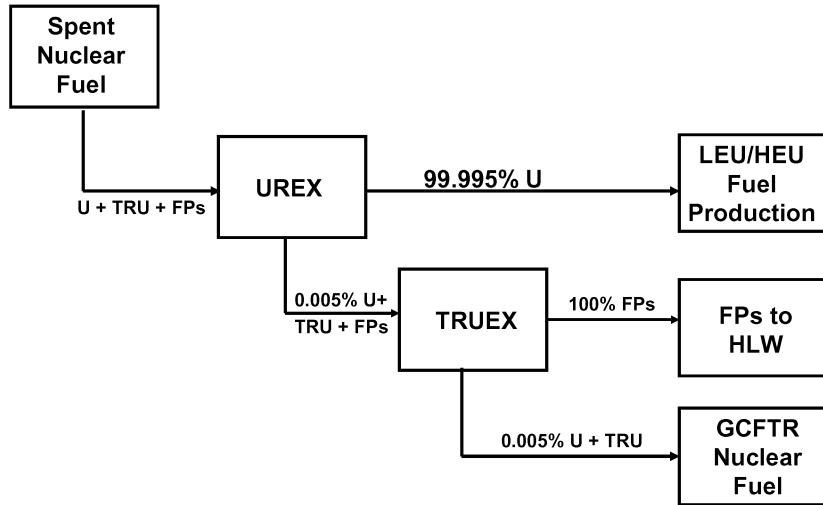 Spent
Nuclear
Fuel
U + TRU + FPs
UREX
99.995% U
LEU/HEU
Fuel
Production
0.005% U+
TRU + FPs
TRUEX
100% FPs
FPs to
HLW
0.005% U + TRU
GCFTR
Nuclear
Fuel